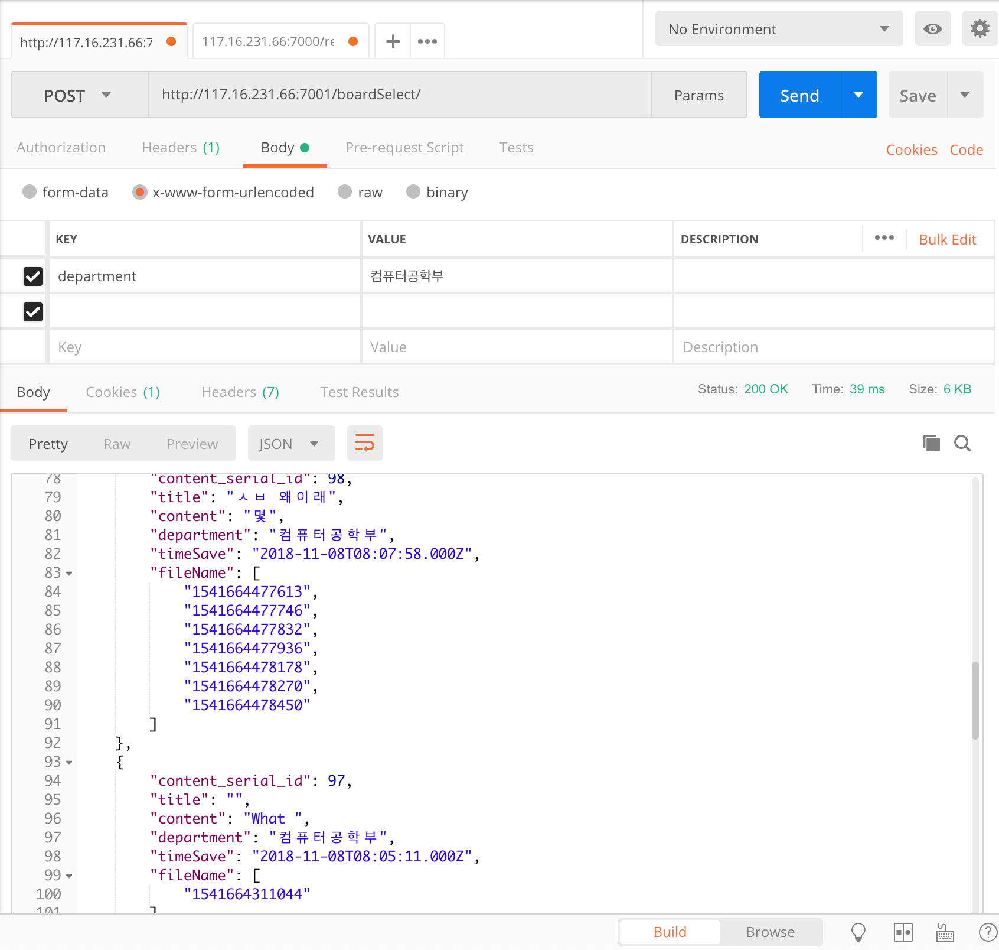 http://117.16.231.66:7
117.16.231.66:7000/re
No Environment
POST
http://117.16.231.66:7001/boardSelect/
Params
Send
Save
Authorization
Headers (1)
Body
Pre-request Script
Tests
Cookies
Code
form-data
x-www-form-urlencoded
raw
binary
KEY
VALUE
DESCRIPTION
Bulk Edit
department
컴퓨터공학부
Key
Value
Description
Body
Cookies (1)
Headers (7)
Test Results
Status: 200 OK
Time: 39 ms
Size: 6 KB
Pretty
Raw
Preview
JSON
78 "content_serial_id": 98,
79 "title": "ㅅㅂ 왜이래",
80 "content": "몇",
81 "department": "컴퓨터공학부",
82 "timeSave": "2018-11-08T08:07:58.000Z",
83 "fileName": [
84 "1541664477613",
85 "1541664477746",
86 "1541664477832",
87 "1541664477936",
88 "1541664478178",
89 "1541664478270",
90 "1541664478450"
91 ]
92 },
93 {
94 "content_serial_id": 97,
95 "title": "",
96 "content": "What ",
97 "department": "컴퓨터공학부",
98 "timeSave": "2018-11-08T08:05:11.000Z",
99 "fileName": [
100 "1541664311044"
101 ]
Build
Browse